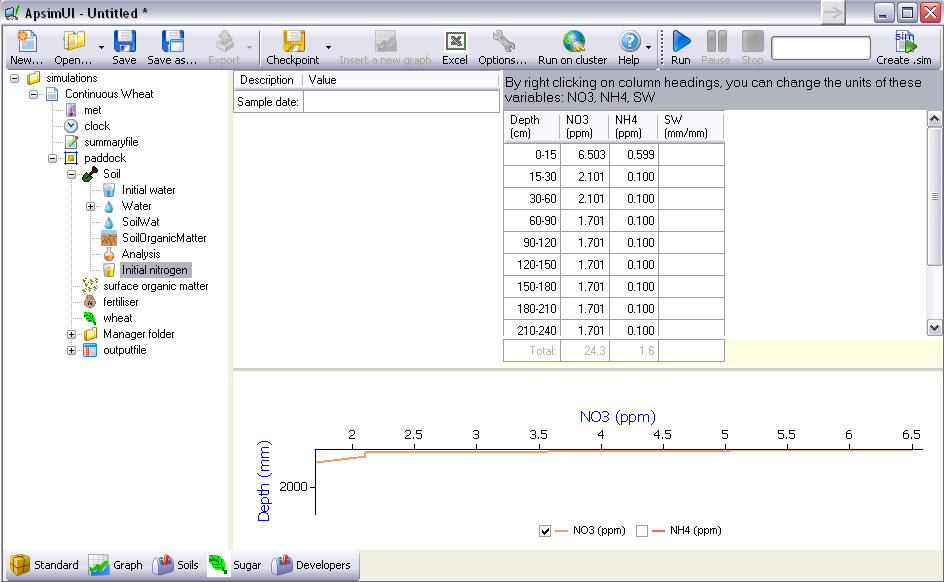 ApsimUI - Untitled *
New... Open... Save Save as... Export Checkpoint Insert a new graph Excel Options... Run on cluster Help Run Pause Stop sim Create .sim
simulations
Continuous Wheat
met
clock
summaryfile
paddock
Soil
Initial water
Water
SoilWat
SoilOrganicMatter
Analysis
Initial nitrogen
surface organic matter
fertiliser
wheat
Manager folder
outputfile
Description Value
Sample date:
By right clicking on column headings, you can change the units of these
variables: NO3, NH4, SW
Depth NO3 NH4 SW
(cm) (ppm) (ppm) (mm/mm)
0-15 6.503 0.599
15-30 2.101 0.100
30-60 2.101 0.100
60-90 1.701 0.100
90-120 1.701 0.100
120-150 1.701 0.100
150-180 1.701 0.100
180-210 1.701 0.100
210-240 1.701 0.100
Total: 24.3 1.6
NO3 (ppm)
2 2.5 3 3.5 4 4.5 5 5.5 6 6.5
Depth (mm)
2000
NO3 (ppm) NH4 (ppm)
Standard Graph Soils Sugar Developers